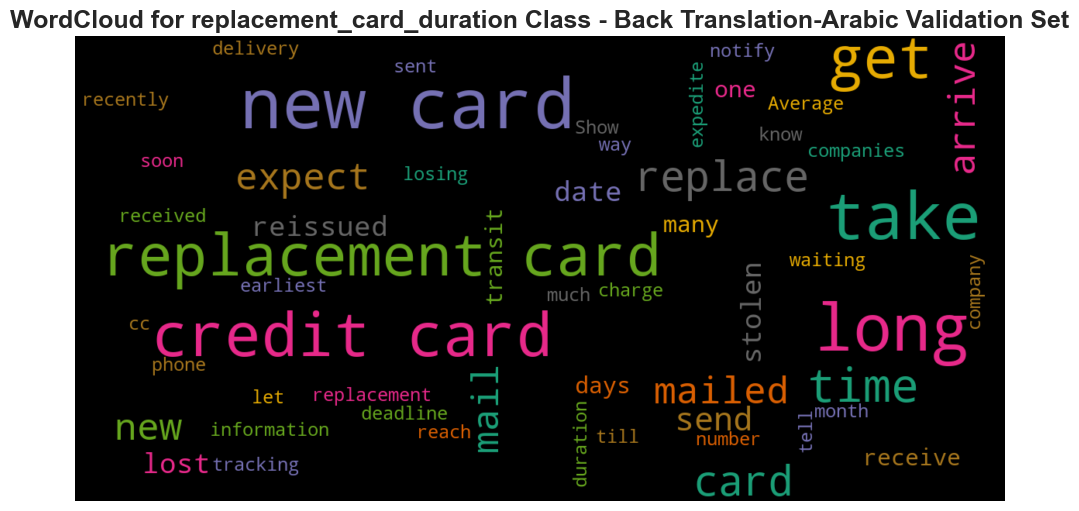 WordCloud for replacement_card_duration Class - Back Translation-Arabic Validation Set
delivery
sent
notify
get
recently
new card
expedite
one
Average
arrive
Show
way
know
companies
soon
expect
losing
date
replace
received
reissued
transit
many
take
replacement card
earliest
much
charge
waiting
company
stolen
cc
credit card
long
phone
let
replacement
mail
days
mailed
time
new
information
deadline
reach
duration
till
send
number
tell
month
lost
tracking
card
receive